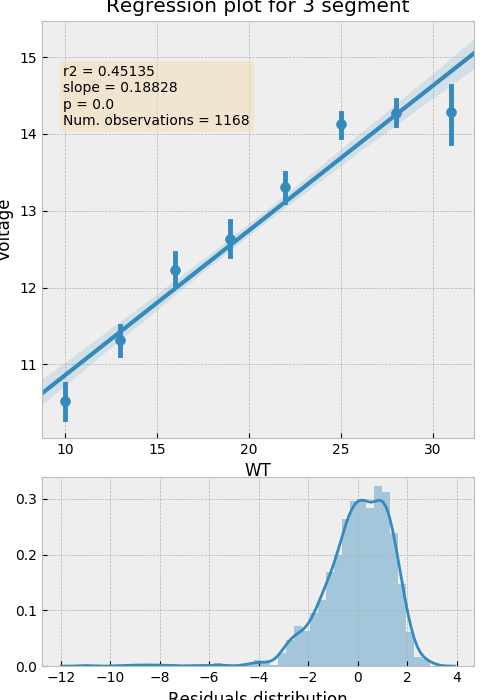 Regression plot for 3 segment
15
14
13
12
11
r2 = 0.45135
slope = 0.18828
p = 0.0
Num. observations = 1168
voltage
10 15 20 25 30
WT
0.3
0.2
0.1
0.0
−12 −10 −8 −6 −4 −2 0 2 4
Residuals distribution